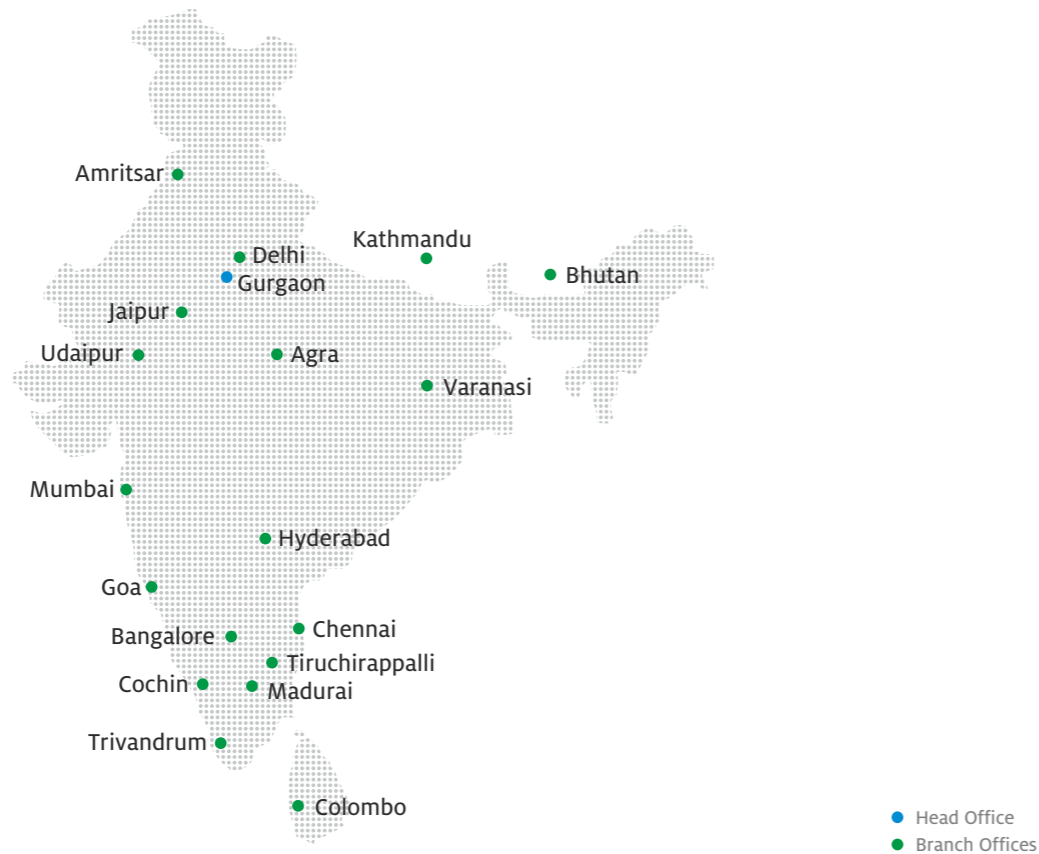 Amritsar
Kathmandu
Delhi
Bhutan
Gurgaon
Jaipur
Udaipur
Agra
Varanasi
Mumbai
Hyderabad
Goa
Chennai
Bangalore
Tiruchirappalli
Cochin
Madurai
Trivandrum
Colombo
Head Office
Branch Offices